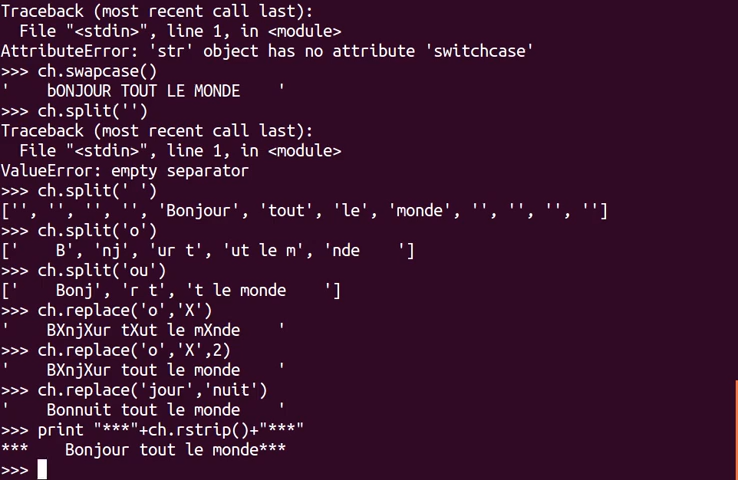 Traceback (most recent call last):
  File "<stdin>", line 1, in <module>
AttributeError: 'str' object has no attribute 'switchcase'
>>> ch.swapcase()
'    bONJOUR TOUT LE MONDE    '
>>> ch.split('')
Traceback (most recent call last):
  File "<stdin>", line 1, in <module>
ValueError: empty separator
>>> ch.split(' ')
['', '', '', '', 'Bonjour', 'tout', 'le', 'monde', '', '', '', '']
>>> ch.split('o')
['    B', 'nj', 'ur t', 'ut le m', 'nde    ']
>>> ch.split('ou')
['    Bonj', 'r t', 't le monde    ']
>>> ch.replace('o','X')
'    BXnjXur tXut le mXnde    '
>>> ch.replace('o','X',2)
'    BXnjXur tout le monde    '
>>> ch.replace('jour','nuit')
'    Bonnuit tout le monde    '
>>> print "***"+ch.rstrip()+"***"
***    Bonjour tout le monde***
>>>